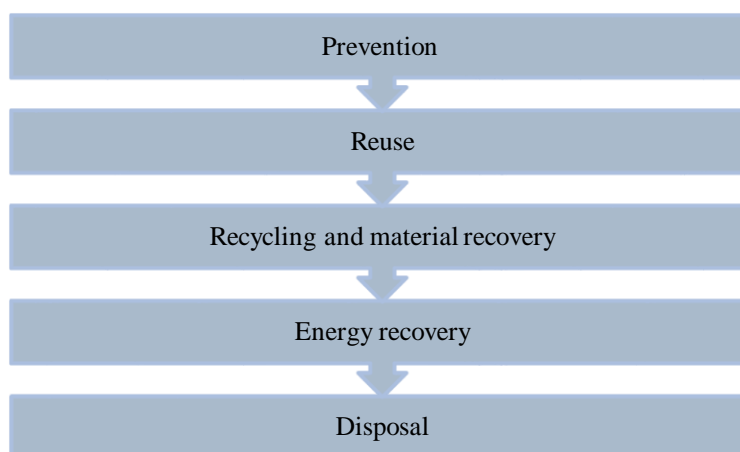 Prevention
Reuse
Recycling and material recovery
Energy recovery
Disposal